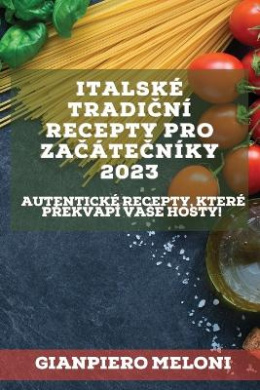 ITALSKÉ
TRADIČNÍ
RECEPTY PRO
ZAČÁTEČNÍKY
2023
AUTENTICKÉ RECEPTY, KTERÉ
PŘEKVAPÍ VAŠE HOSTY!
GIANPIERO MELONI